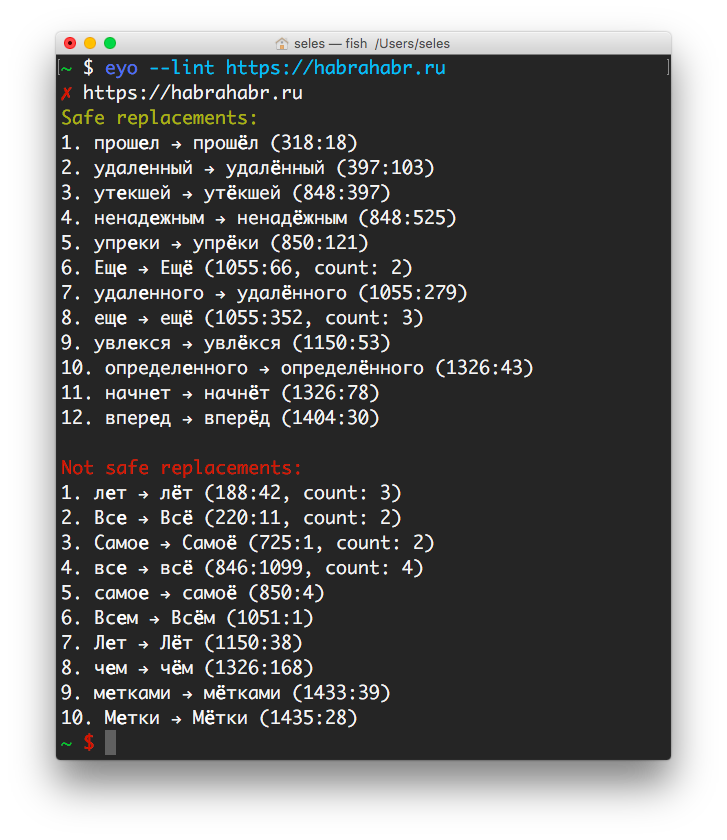 seles — fish /Users/seles
~ $ eyo --lint https://habrahabr.ru
✗ https://habrahabr.ru
Safe replacements:
1. прошел → прошёл (318:18)
2. удаленный → удалённый (397:103)
3. утекшей → утёкшей (848:397)
4. ненадежным → ненадёжным (848:525)
5. упреки → упрёки (850:121)
6. Еще → Ещё (1055:66, count: 2)
7. удаленного → удалённого (1055:279)
8. еще → ещё (1055:352, count: 3)
9. увлекся → увлёкся (1150:53)
10. определенного → определённого (1326:43)
11. начнет → начнёт (1326:78)
12. вперед → вперёд (1404:30)
Not safe replacements:
1. лет → лёт (188:42, count: 3)
2. Все → Всё (220:11, count: 2)
3. Самое → Самоё (725:1, count: 2)
4. все → всё (846:1099, count: 4)
5. самое → самоё (850:4)
6. Всем → Всём (1051:1)
7. Лет → Лёт (1150:38)
8. чем → чём (1326:168)
9. метками → мётками (1433:39)
10. Метки → Мётки (1435:28)
~ $